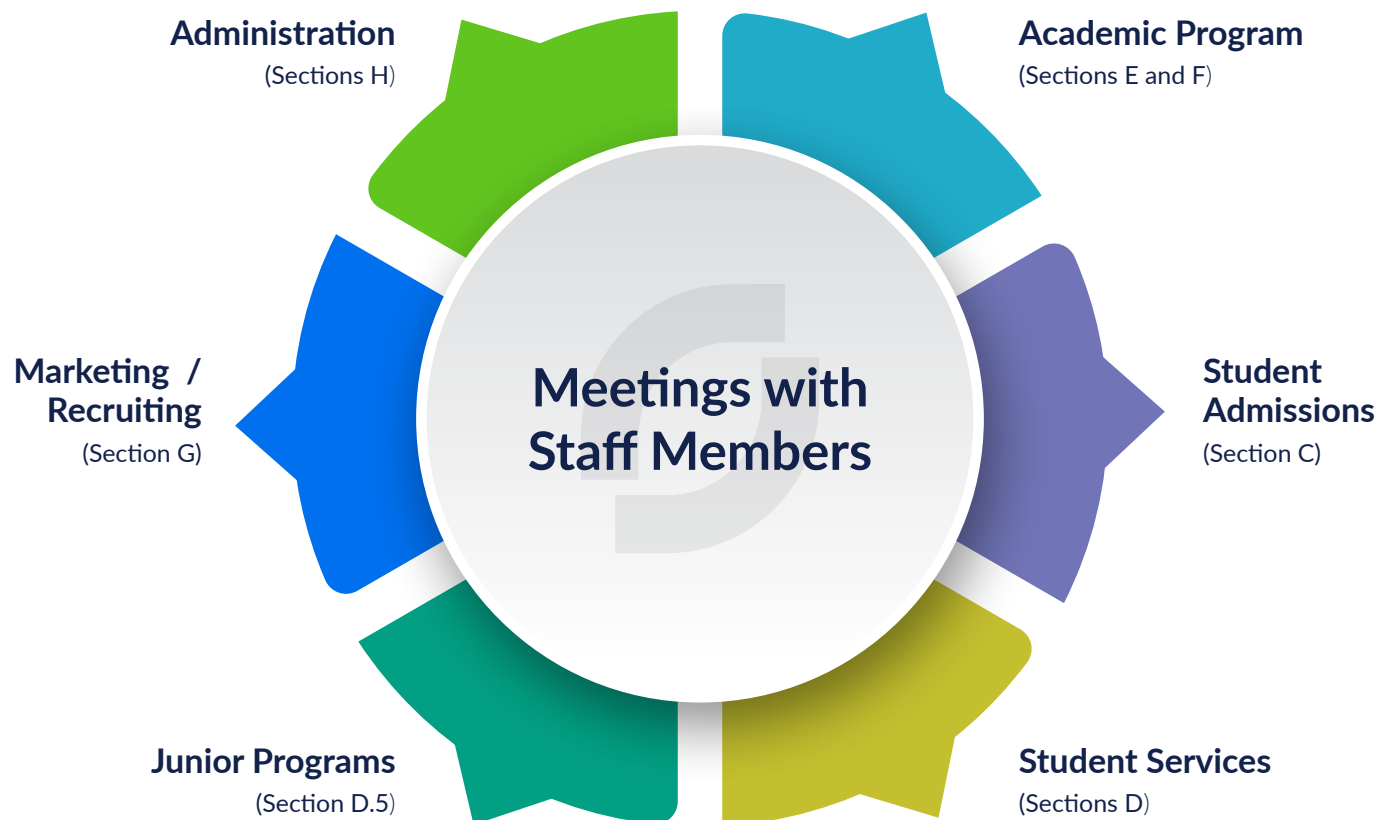 Administration
(Sections H)
Academic Program
(Sections E and F)
Marketing  /
Recruiting
(Section G)
Meetings with
Staff Members
Student
Admissions
(Section C)
Junior Programs
(Section D.5)
Student Services
(Sections D)